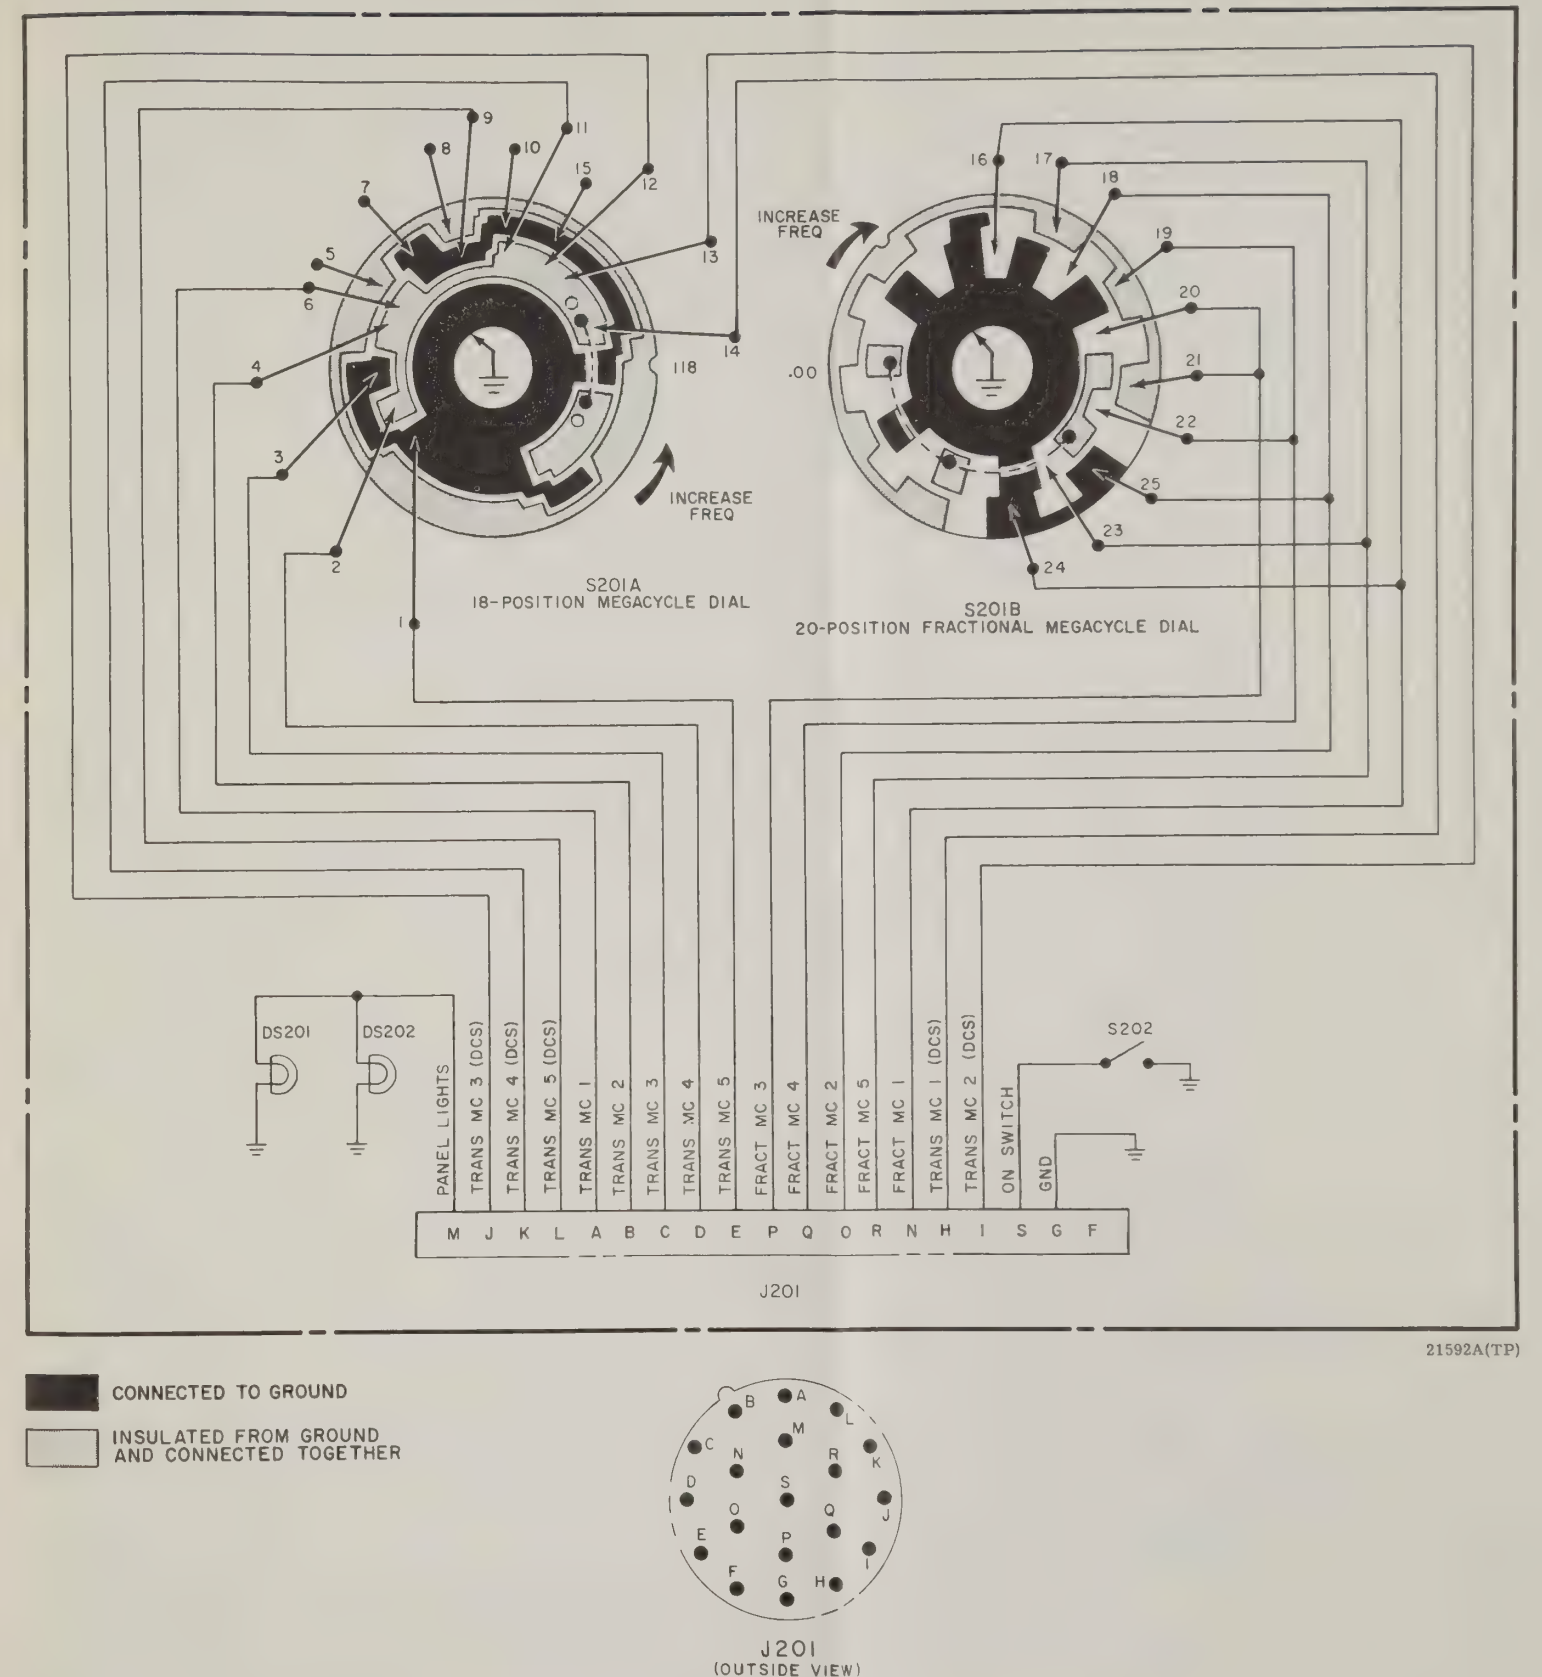 9
8
10
11
15
12
7
5
6
13
4
14
118
3
2
1
INCREASE
FREQ
S201A
18-POSITION MEGACYCLE DIAL
INCREASE
FREQ
16
17
18
19
20
.00
21
22
25
23
24
S201B
20-POSITION FRACTIONAL MEGACYCLE DIAL
DS201
DS202
S202
PANEL LIGHTS
TRANS MC 3 (DCS)
TRANS MC 4 (DCS)
TRANS MC 5 (DCS)
TRANS MC 1
TRANS MC 2
TRANS MC 3
TRANS MC 4
TRANS MC 5
FRACT MC 3
FRACT MC 4
FRACT MC 2
FRACT MC 5
FRACT MC 1
TRANS MC 1 (DCS)
TRANS MC 2 (DCS)
ON SWITCH
GND
M J K L A B C D E P Q O R N H I S G F
J201
21592A(TP)
CONNECTED TO GROUND
INSULATED FROM GROUND
AND CONNECTED TOGETHER
B A L
C M K
N R
D S J
O Q
E P I
F G H
J201
(OUTSIDE VIEW)